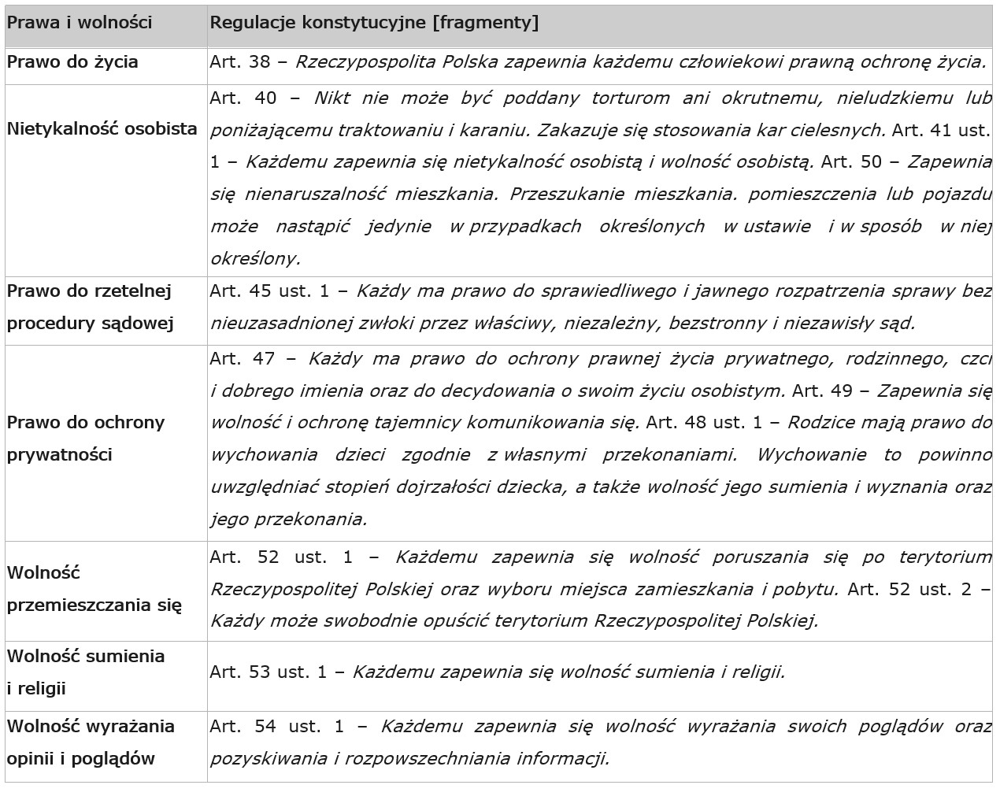 Prawa i wolności
Regulacje konstytucyjne [fragmenty]
Prawo do życia
Art. 38 – Rzeczypospolita Polska zapewnia każdemu człowiekowi prawną ochronę życia.
Nietykalność osobista
Art. 40 – Nikt nie może być poddany torturom ani okrutnemu, nieludzkiemu lub
poniżającemu traktowaniu i karaniu. Zakazuje się stosowania kar cielesnych. Art. 41 ust.
1 – Każdemu zapewnia się nietykalność osobistą i wolność osobistą. Art. 50 – Zapewnia
się nienaruszalność mieszkania. Przeszukanie mieszkania. pomieszczenia lub pojazdu
może nastąpić jedynie w przypadkach określonych w ustawie i w sposób w niej
określony.
Prawo do rzetelnej
procedury sądowej
Art. 45 ust. 1 – Każdy ma prawo do sprawiedliwego i jawnego rozpatrzenia sprawy bez
nieuzasadnionej zwłoki przez właściwy, niezależny, bezstronny i niezawisły sąd.
Prawo do ochrony
prywatności
Art. 47 – Każdy ma prawo do ochrony prawnej życia prywatnego, rodzinnego, czci
i dobrego imienia oraz do decydowania o swoim życiu osobistym. Art. 49 – Zapewnia się
wolność i ochronę tajemnicy komunikowania się. Art. 48 ust. 1 – Rodzice mają prawo do
wychowania dzieci zgodnie z własnymi przekonaniami. Wychowanie to powinno
uwzględniać stopień dojrzałości dziecka, a także wolność jego sumienia i wyznania oraz
jego przekonania.
Wolność
przemieszczania się
Art. 52 ust. 1 – Każdemu zapewnia się wolność poruszania się po terytorium
Rzeczypospolitej Polskiej oraz wyboru miejsca zamieszkania i pobytu. Art. 52 ust. 2 –
Każdy może swobodnie opuścić terytorium Rzeczypospolitej Polskiej.
Wolność sumienia
i religii
Art. 53 ust. 1 – Każdemu zapewnia się wolność sumienia i religii.
Wolność wyrażania
opinii i poglądów
Art. 54 ust. 1 – Każdemu zapewnia się wolność wyrażania swoich poglądów oraz
pozyskiwania i rozpowszechniania informacji.